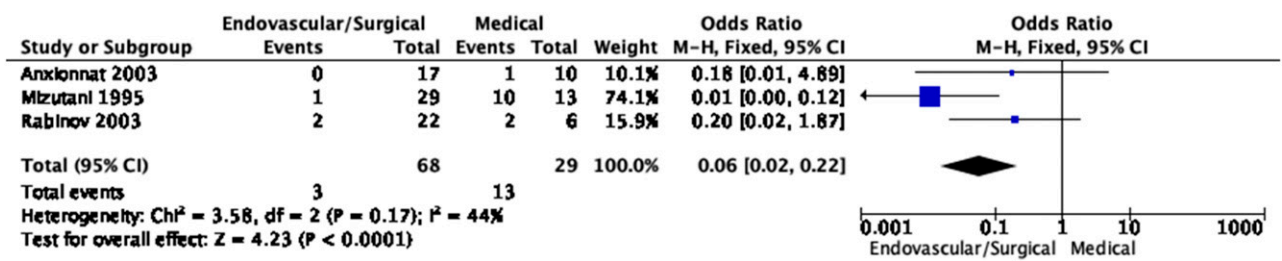 Endovascular/Surgical Medical Odds Ratio Odds Ratio
Study or Subgroup Events Total Events Total Weight M-H, Fixed, 95% CI M-H, Fixed, 95% CI
Anxionnat 2003 0 17 1 10 10.1% 0.18 [0.01, 4.89]
Mizutani 1995 1 29 10 13 74.1% 0.01 [0.00, 0.12]
Rabinov 2003 2 22 2 6 15.9% 0.20 [0.02, 1.87]
Total (95% CI) 68 29 100.0% 0.06 [0.02, 0.22]
Total events 3 13
Heterogeneity: Chi² = 3.58, df = 2 (P = 0.17); I² = 44%
Test for overall effect: Z = 4.23 (P < 0.0001)
0.001 0.1 1 10 1000
Endovascular/Surgical Medical